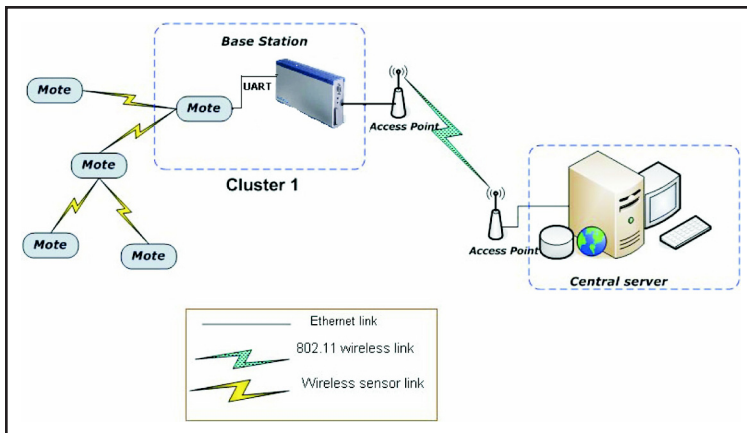 Base Station
UART
Mote
Mote
Mote
Mote
Mote
Access Point
Cluster 1
Access Point
Central server
Ethernet link
802.11 wireless link
Wireless sensor link